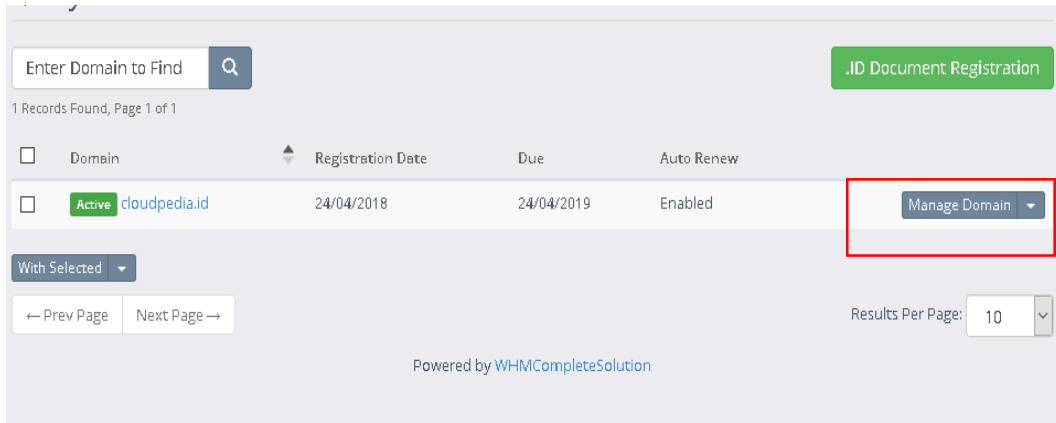 Enter Domain to Find
.ID Document Registration
1 Records Found, Page 1 of 1
Domain Registration Date Due Auto Renew
Active cloudpedia.id 24/04/2018 24/04/2019 Enabled Manage Domain
With Selected
← Prev Page Next Page → Results Per Page: 10
Powered by WHMCompleteSolution